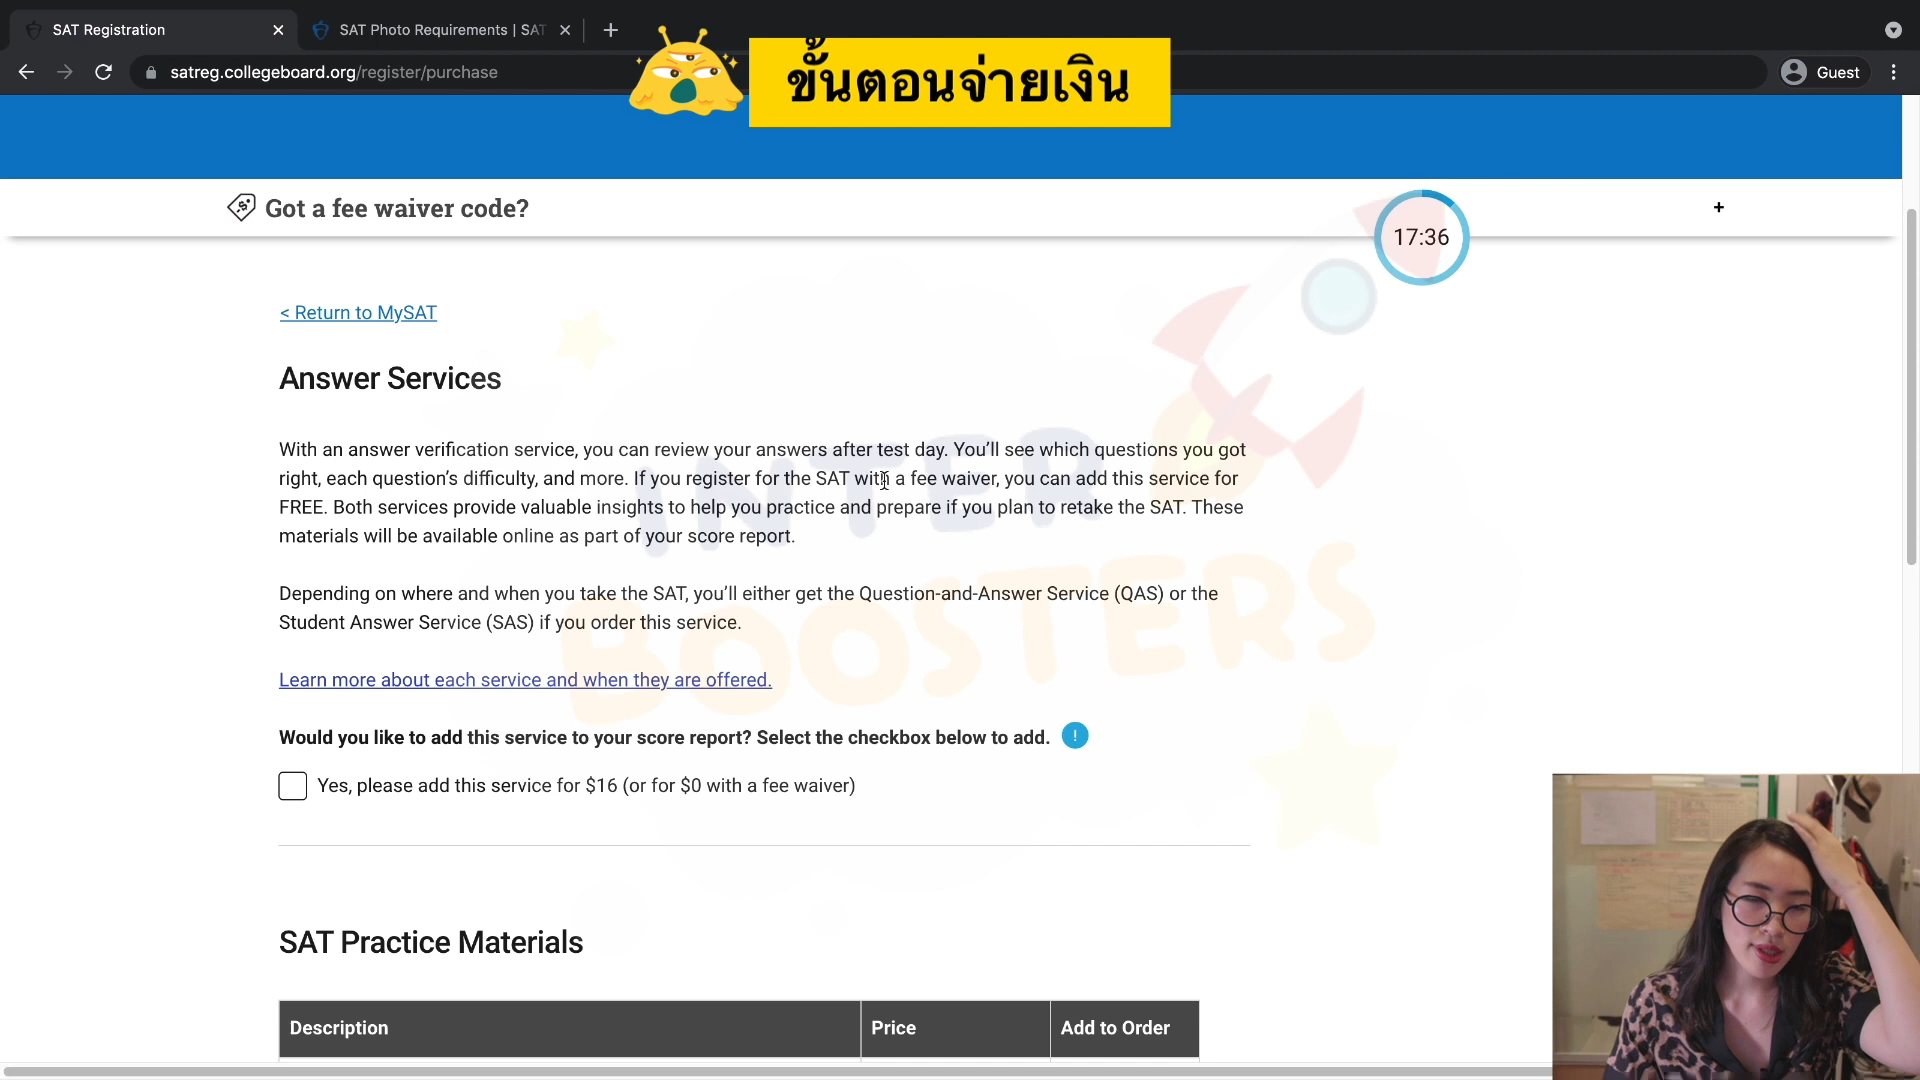 SAT Registration
SAT Photo Requirements | SAT
satreg.collegeboard.org/register/purchase
Guest
ขั้นตอนจ่ายเงิน
Got a fee waiver code?
+
17:36
< Return to MySAT
Answer Services
With an answer verification service, you can review your answers after test day. You'll see which questions you got
right, each question's difficulty, and more. If you register for the SAT with a fee waiver, you can add this service for
FREE. Both services provide valuable insights to help you practice and prepare if you plan to retake the SAT. These
materials will be available online as part of your score report.
INTER
BOOSTERS
Depending on where and when you take the SAT, you'll either get the Question-and-Answer Service (QAS) or the
Student Answer Service (SAS) if you order this service.
Learn more about each service and when they are offered.
Would you like to add this service to your score report? Select the checkbox below to add. !
Yes, please add this service for $16 (or for $0 with a fee waiver)
SAT Practice Materials
Description Price Add to Order